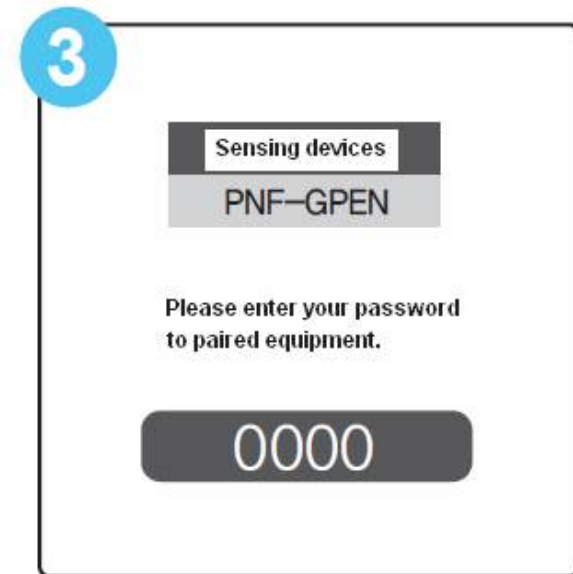 3
Sensing devices
PNF-GPEN
Please enter your password
to paired equipment.
0000